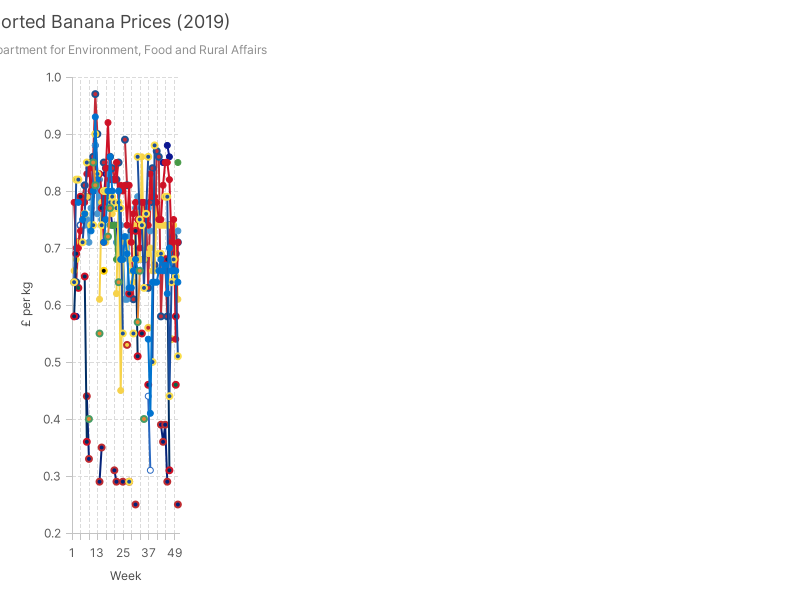 orted Banana Prices (2019)
partment for Environment, Food and Rural Affairs
1.0
0.9
0.8
0.7
0.6
0.5
0.4
0.3
0.2
£ per kg
1 13 25 37 49
Week